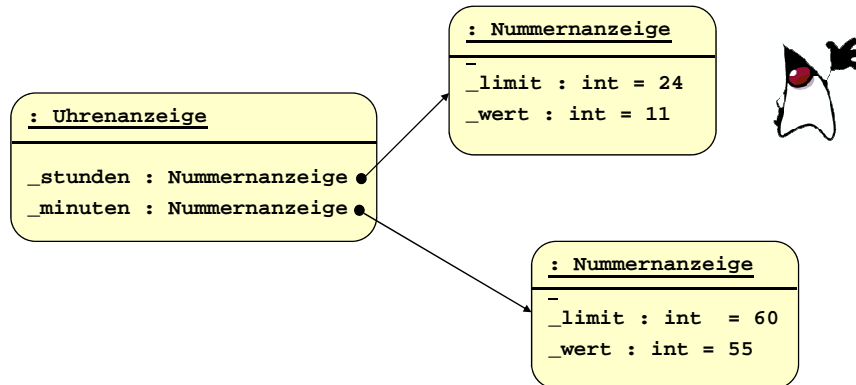 : Uhrenanzeige
_stunden : Nummernanzeige
_minuten : Nummernanzeige
: Nummernanzeige
_limit : int = 24
_wert : int = 11
: Nummernanzeige
_limit : int = 60
_wert : int = 55